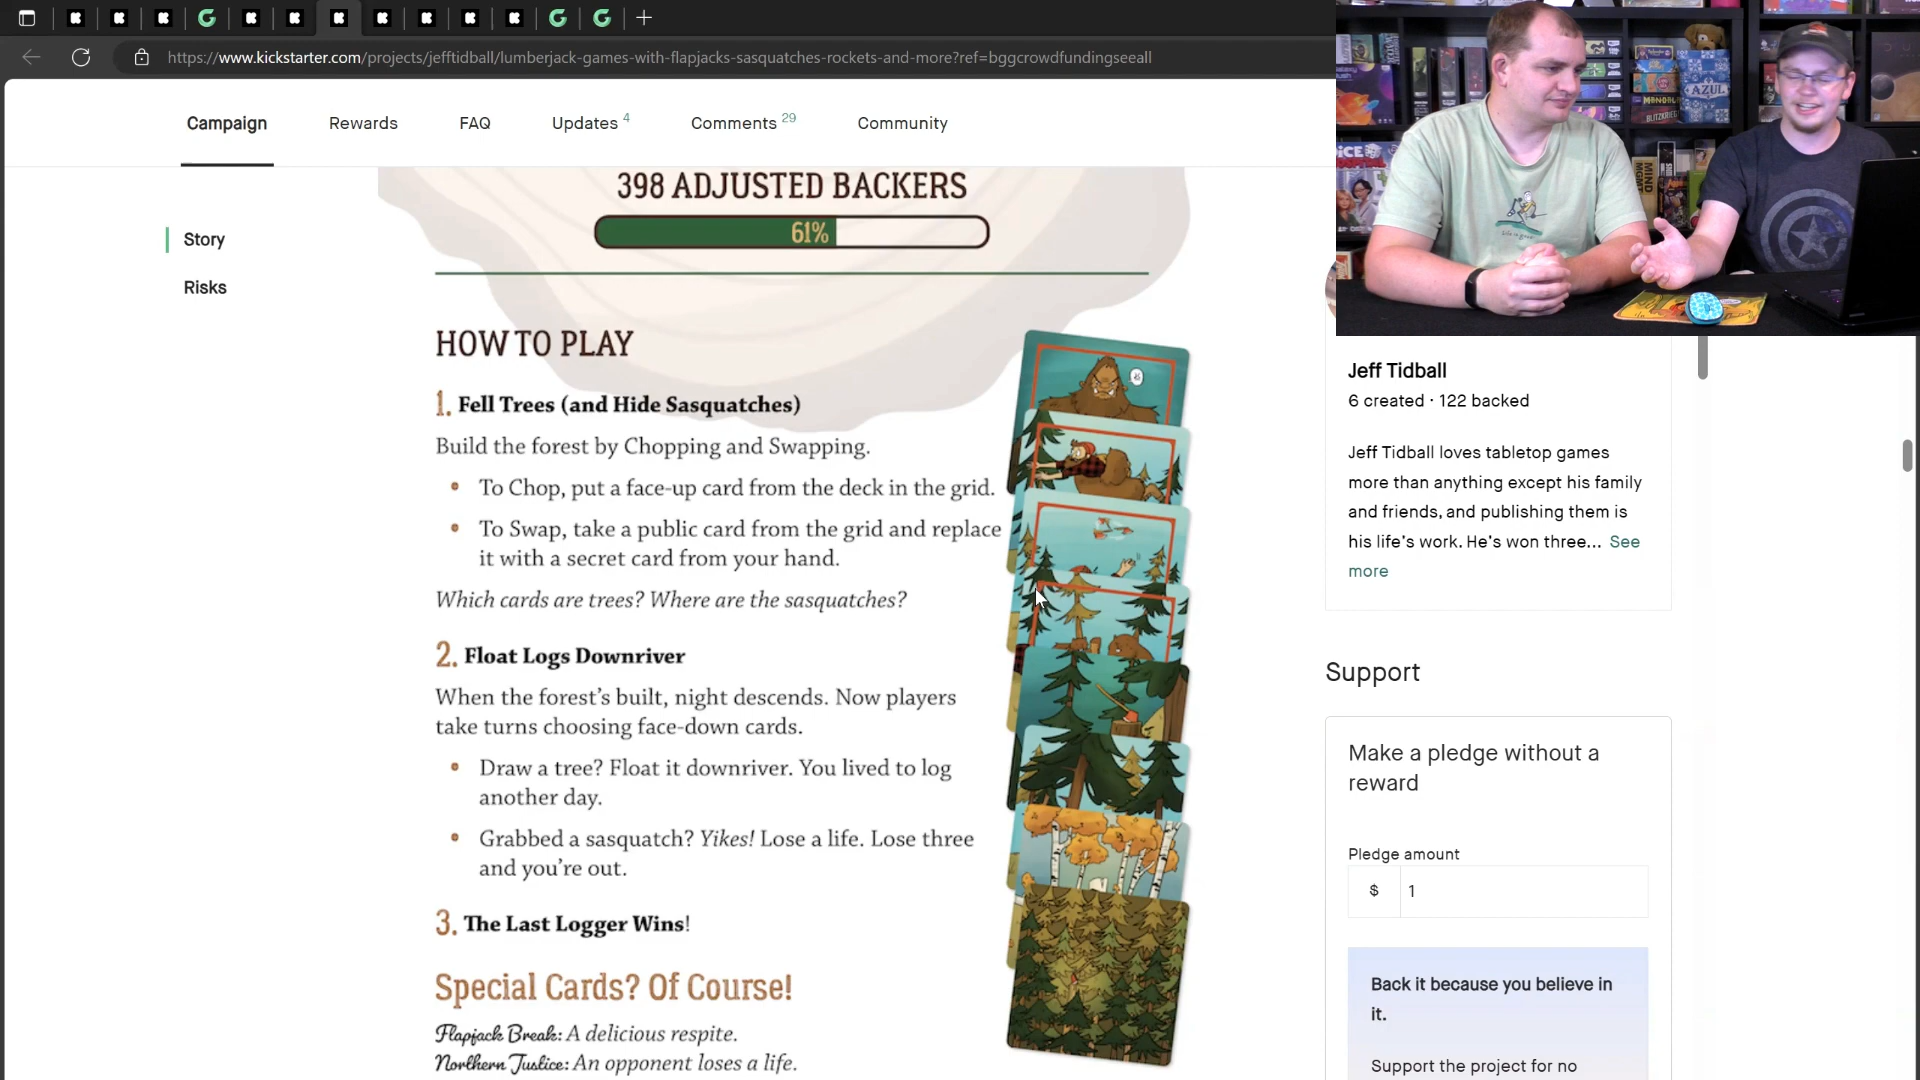 https://www.kickstarter.com/projects/jefftidball/lumberjack-games-with-flapjacks-sasquatches-rockets-and-more?ref=bggcrowdfundingseeall
Campaign
Rewards
FAQ
Updates 4
Comments 29
Community
398 ADJUSTED BACKERS
61%
Story
Risks
HOW TO PLAY
1. Fell Trees (and Hide Sasquatches)
Build the forest by Chopping and Swapping.
• To Chop, put a face-up card from the deck in the grid.
• To Swap, take a public card from the grid and replace
it with a secret card from your hand.
Which cards are trees? Where are the sasquatches?
2. Float Logs Downriver
When the forest's built, night descends. Now players
take turns choosing face-down cards.
• Draw a tree? Float it downriver. You lived to log
another day.
• Grabbed a sasquatch? Yikes! Lose a life. Lose three
and you're out.
3. The Last Logger Wins!
Special Cards? Of Course!
Flapjack Break: A delicious respite.
Northern Justice: An opponent loses a life.
AZUL
BLITZKRIEG
MIND
MGMT
Jeff Tidball
6 created · 122 backed
Jeff Tidball loves tabletop games
more than anything except his family
and friends, and publishing them is
his life's work. He's won three... See
more
Support
Make a pledge without a
reward
Pledge amount
$ 1
Back it because you believe in
it.
Support the project for no